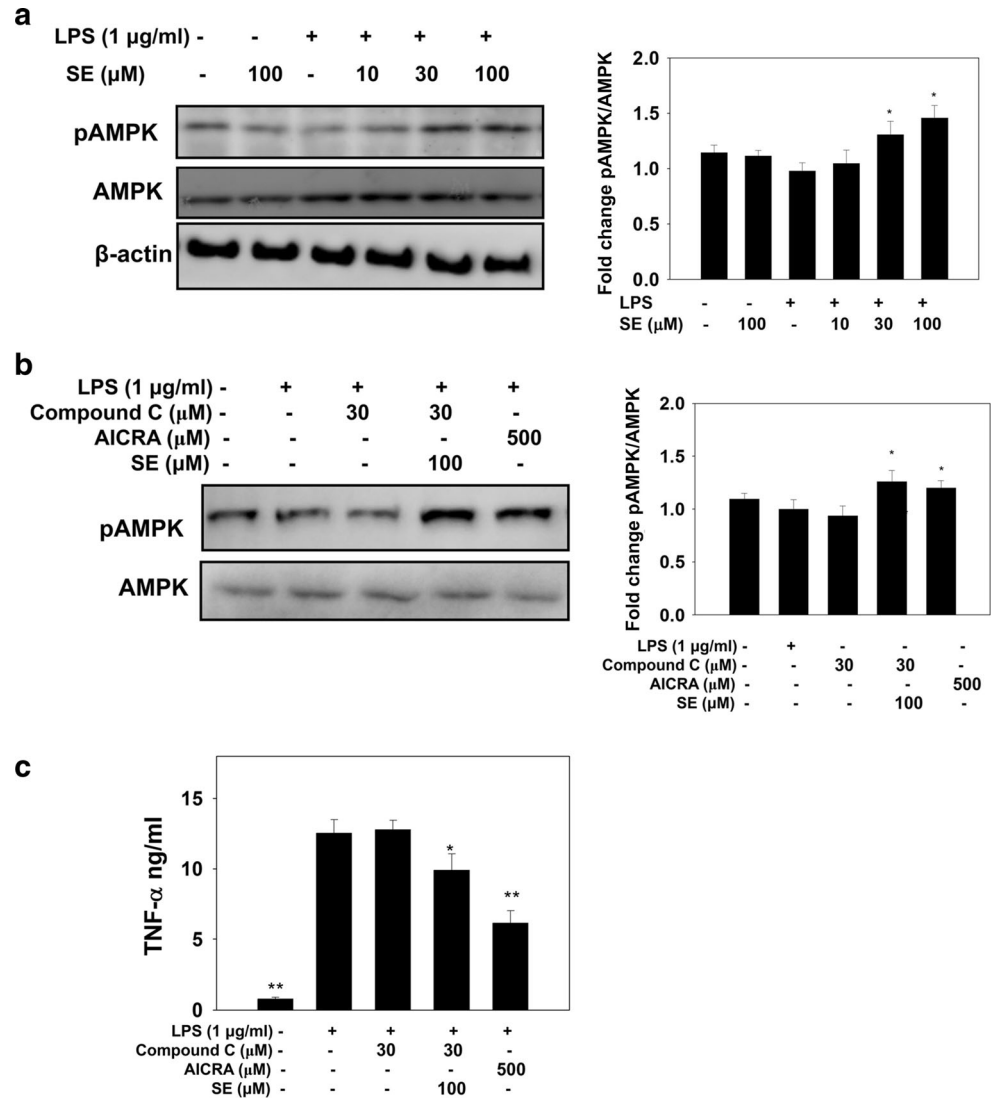 a
LPS (1 µg/ml) - - + + + +
SE (µM) - 100 - 10 30 100
pAMPK
AMPK
β-actin
Fold change pAMPK/AMPK
2.0
1.5
1.0
0.5
0.0
* *
LPS - - + + + +
SE (µM) - 100 - 10 30 100
b
LPS (1 µg/ml) - + + + +
Compound C (µM) - - 30 30 -
AICRA (µM) - - - - 500
SE (µM) - - - 100 -
pAMPK
AMPK
Fold change pAMPK/AMPK
2.0
1.5
1.0
0.5
0.0
* *
LPS (1 µg/ml) - + - - -
Compound C (µM) - - 30 30 -
AICRA (µM) - - - - 500
SE (µM) - - - 100 -
c
TNF-α ng/ml
15
10
5
0
** * **
LPS (1 µg/ml) - + + + +
Compound C (µM) - - 30 30 -
AICRA (µM) - - - - 500
SE (µM) - - - 100 -